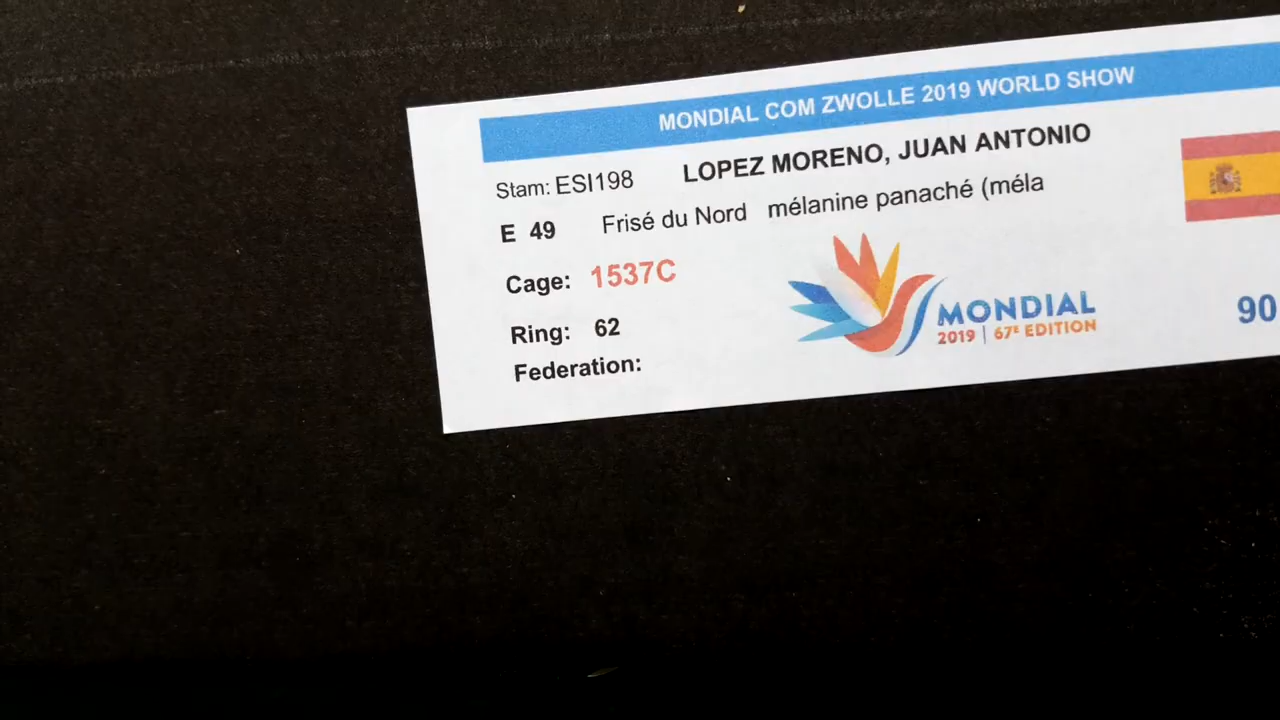 MONDIAL COM ZWOLLE 2019 WORLD SHOW
Stam: ESI198 LOPEZ MORENO, JUAN ANTONIO
E 49 Frisé du Nord mélanine panaché (méla
Cage: 1537C
Ring: 62
Federation:
MONDIAL
2019 | 67E EDITION
90